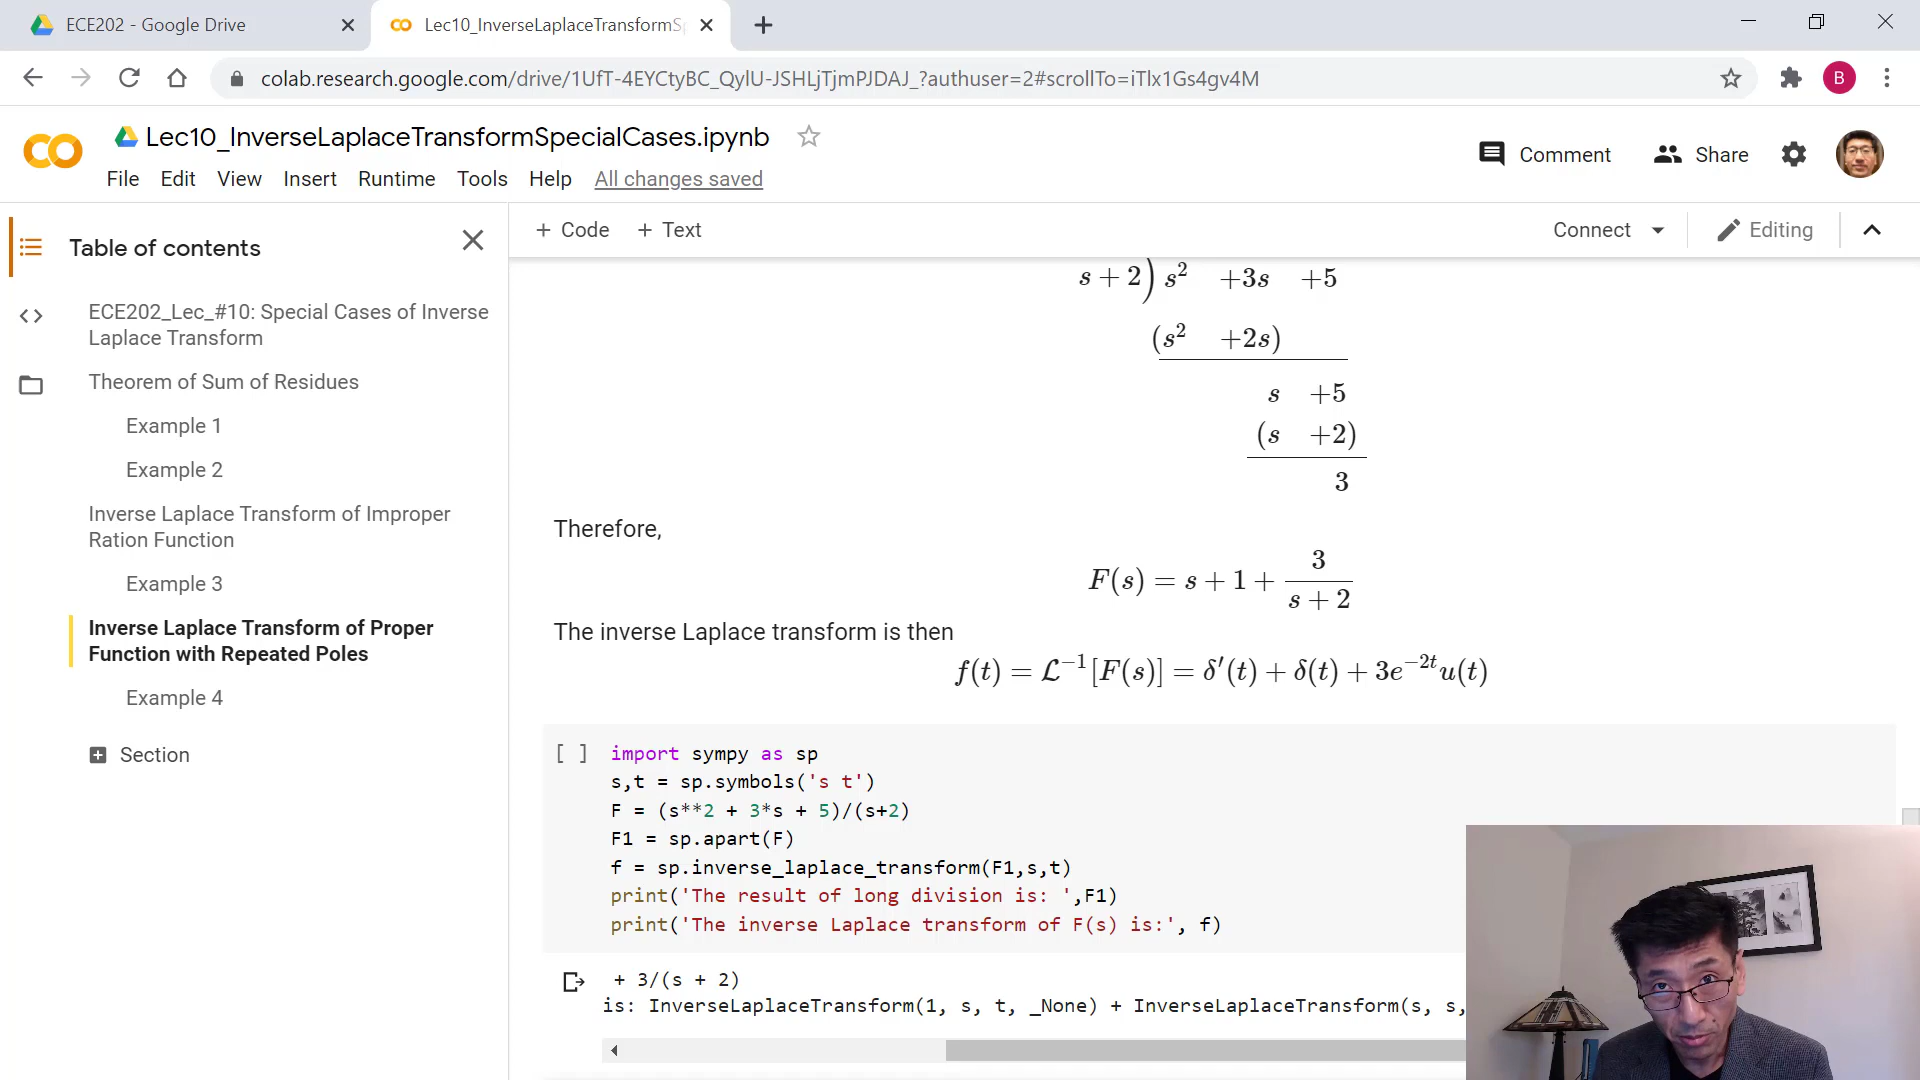 ECE202 - Google Drive
Lec10_InverseLaplaceTransformS
colab.research.google.com/drive/1UfT-4EYCtyBC_QylU-JSHLjTjmPJDAJ_?authuser=2#scrollTo=iTlx1Gs4gv4M
B
Lec10_InverseLaplaceTransformSpecialCases.ipynb
Comment
Share
File Edit View Insert Runtime Tools Help All changes saved
Table of contents
+ Code + Text
Connect
Editing
ECE202_Lec_#10: Special Cases of Inverse
Laplace Transform
Theorem of Sum of Residues
Example 1
Example 2
Inverse Laplace Transform of Improper
Ration Function
Example 3
Inverse Laplace Transform of Proper
Function with Repeated Poles
Example 4
Section
s + 2) s² +3s +5
(s² +2s)
s +5
(s +2)
3
Therefore,
F(s) = s + 1 + 3/(s + 2)
The inverse Laplace transform is then
f(t) = ℒ⁻¹[F(s)] = δ′(t) + δ(t) + 3e⁻²ᵗu(t)
[ ] import sympy as sp
s,t = sp.symbols('s t')
F = (s**2 + 3*s + 5)/(s+2)
F1 = sp.apart(F)
f = sp.inverse_laplace_transform(F1,s,t)
print('The result of long division is: ',F1)
print('The inverse Laplace transform of F(s) is:', f)
+ 3/(s + 2)
is: InverseLaplaceTransform(1, s, t, _None) + InverseLaplaceTransform(s, s,